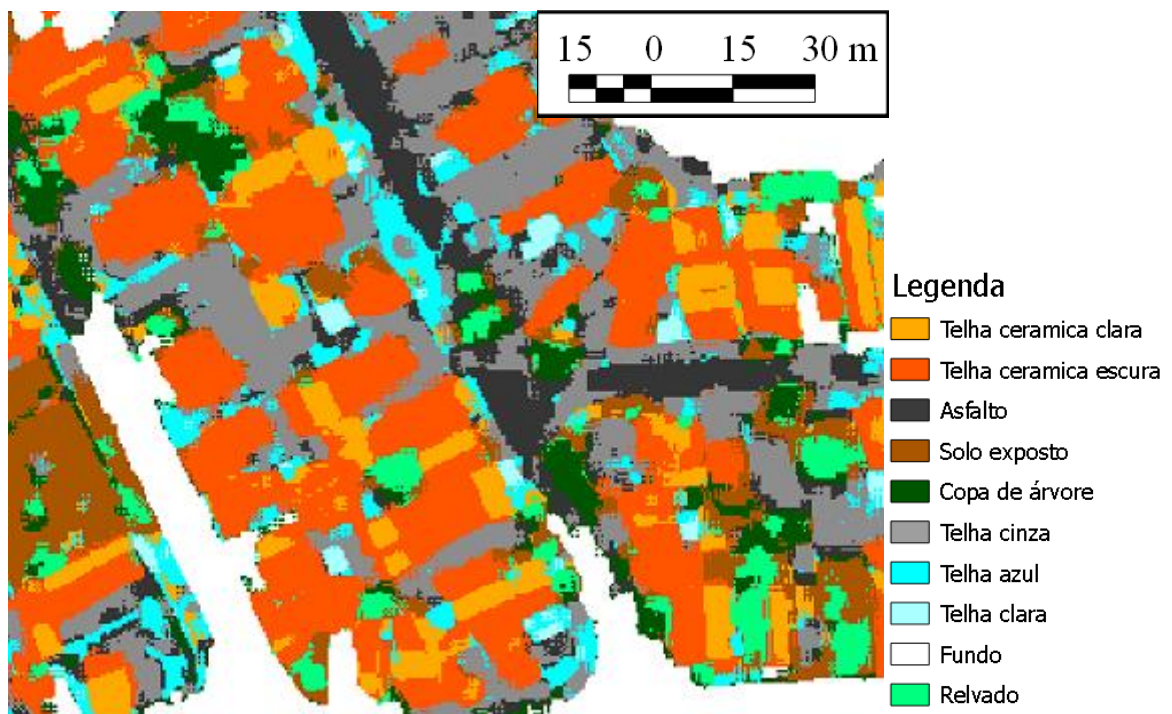 15 0 15 30 m
Legenda
Telha ceramica clara
Telha ceramica escura
Asfalto
Solo exposto
Copa de árvore
Telha cinza
Telha azul
Telha clara
Fundo
Relvado